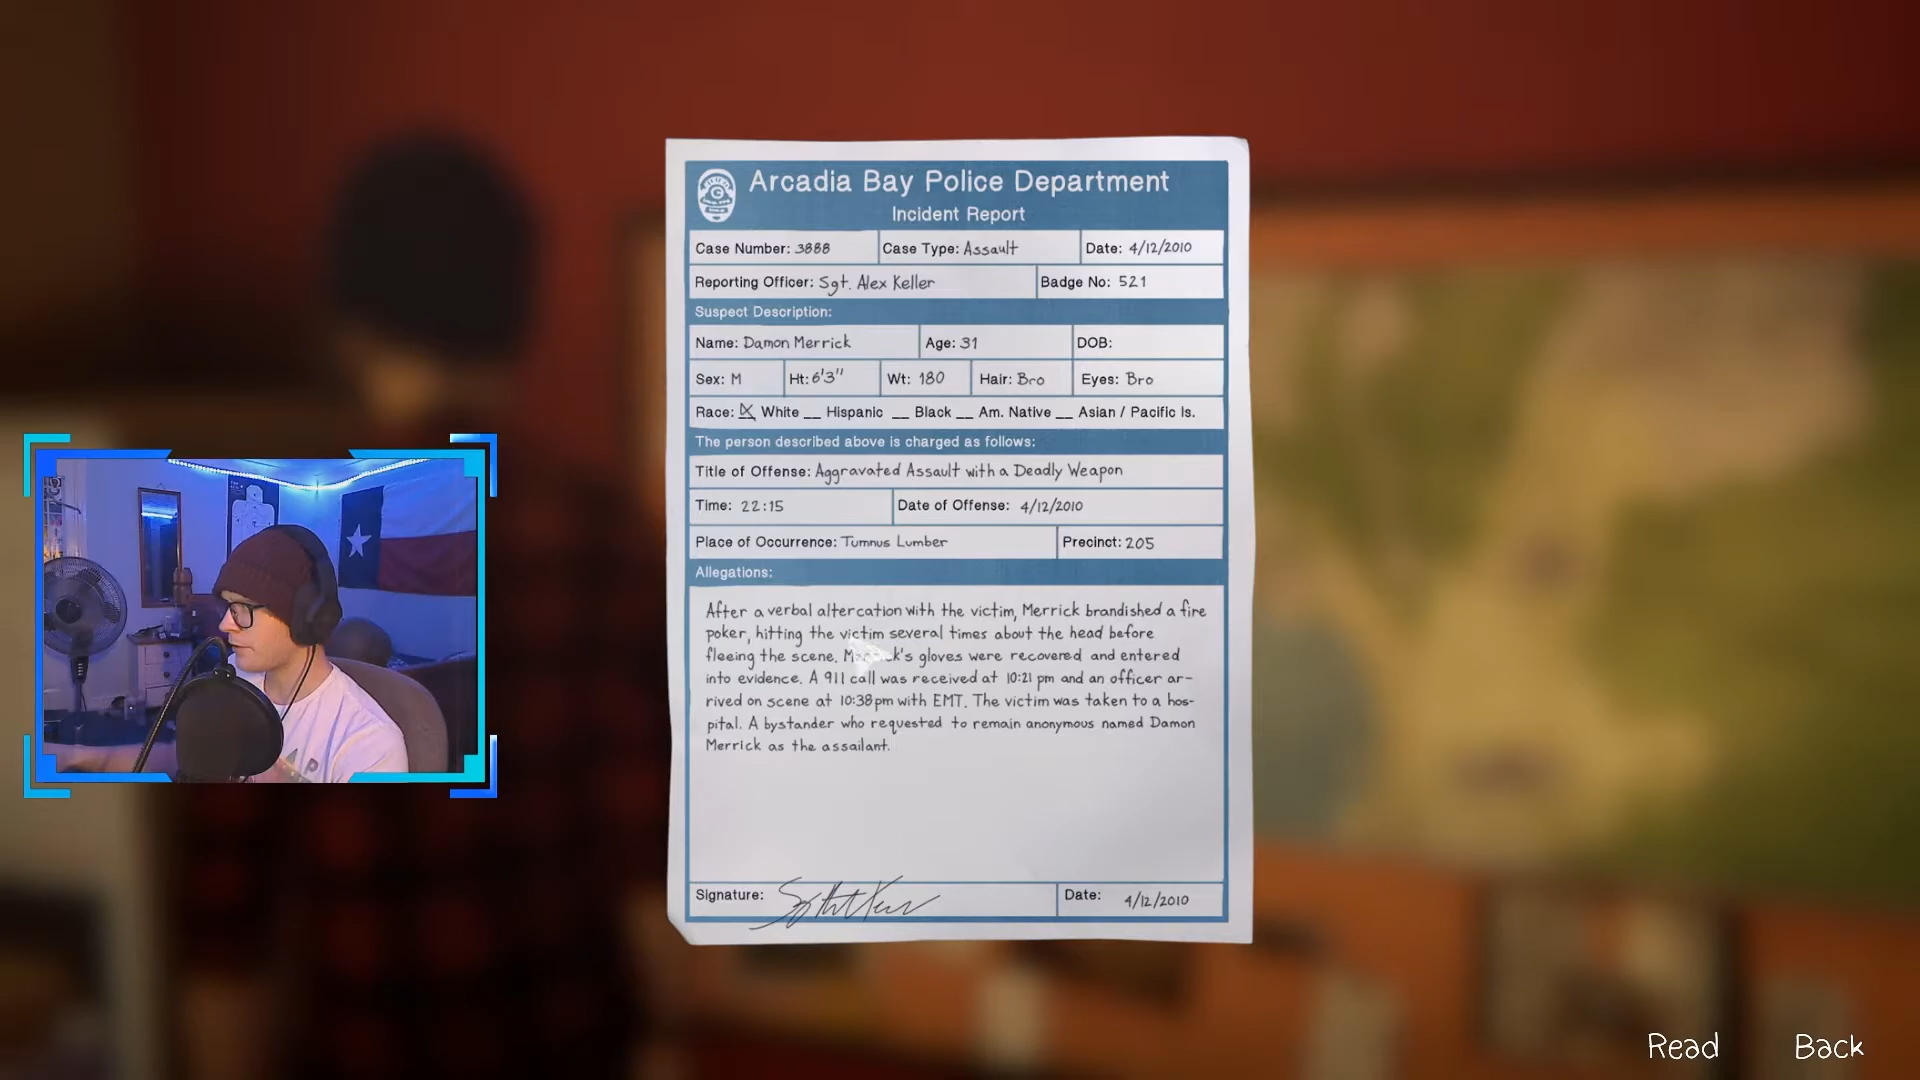 Arcadia Bay Police Department
Incident Report
Case Number: 3888 Case Type: Assault Date: 4/12/2010
Reporting Officer: Sgt. Alex Keller Badge No: 521
Suspect Description:
Name: Damon Merrick Age: 31 DOB:
Sex: M Ht: 6'3" Wt: 180 Hair: Bro Eyes: Bro
Race: X White __ Hispanic __ Black __ Am. Native __ Asian / Pacific Is.
The person described above is charged as follows:
Title of Offense: Aggravated Assault with a Deadly Weapon
Time: 22:15 Date of Offense: 4/12/2010
Place of Occurrence: Tumnus Lumber Precinct: 205
Allegations:
After a verbal altercation with the victim, Merrick brandished a fire
poker, hitting the victim several times about the head before
fleeing the scene. Merrick's gloves were recovered and entered
into evidence. A 911 call was received at 10:21 pm and an officer ar-
rived on scene at 10:38pm with EMT. The victim was taken to a hos-
pital. A bystander who requested to remain anonymous named Damon
Merrick as the assailant.
Signature: Date: 4/12/2010
Read Back